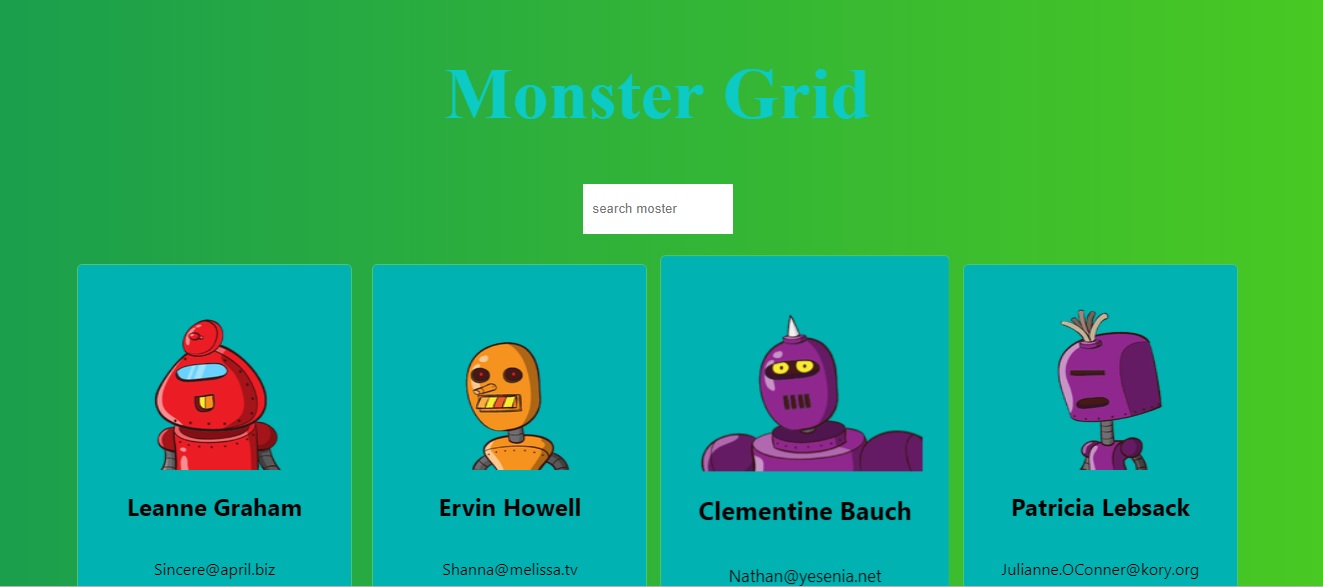 Monster Grid
search moster
Leanne Graham
Ervin Howell
Clementine Bauch
Patricia Lebsack
Sincere@april.biz
Shanna@melissa.tv
Nathan@yesenia.net
Julianne.OConner@kory.org